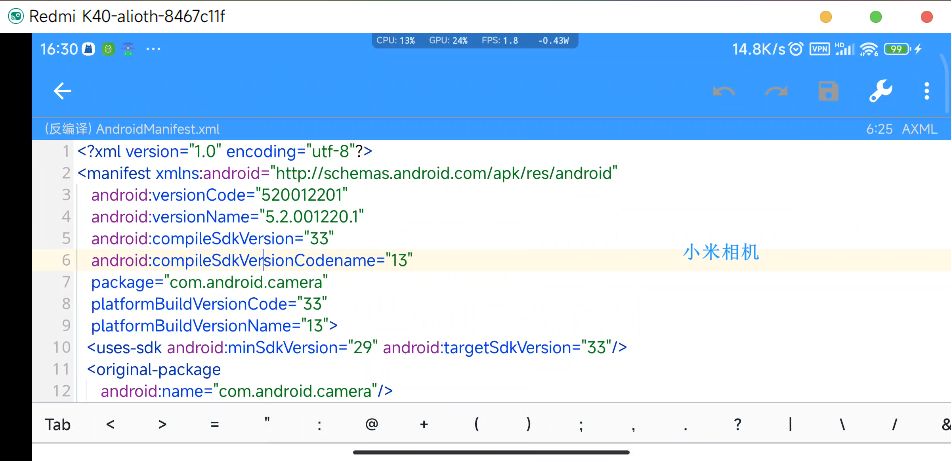 Redmi K40-alioth-8467c11f
16:30 ··· CPU: 13% GPU: 24% FPS: 1.8 -0.43W 14.8K/s VPN HD 99
(反编译) AndroidManifest.xml 6:25 AXML
1 <?xml version="1.0" encoding="utf-8"?>
2 <manifest xmlns:android="http://schemas.android.com/apk/res/android"
3 android:versionCode="520012201"
4 android:versionName="5.2.001220.1"
5 android:compileSdkVersion="33"
6 android:compileSdkVersionCodename="13" 小米相机
7 package="com.android.camera"
8 platformBuildVersionCode="33"
9 platformBuildVersionName="13">
10 <uses-sdk android:minSdkVersion="29" android:targetSdkVersion="33"/>
11 <original-package
12 android:name="com.android.camera"/>
Tab < > = " : @ + ( ) ; , . ? | \ / &